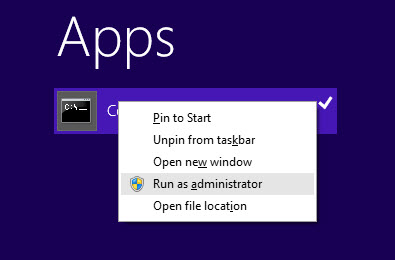 Apps
C:\_
Pin to Start
Unpin from taskbar
Open new window
Run as administrator
Open file location